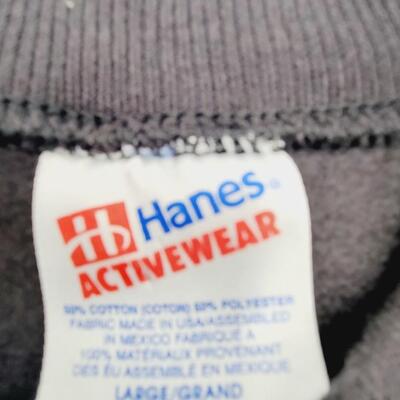 Hanes
ACTIVEWEAR
50% COTTON (COTON) 50% POLYESTER
FABRIC MADE IN USA/ASSEMBLED
IN MEXICO FABRIQUÉ A
100% MATÉRIAUX PROVENANT
DES ÉU ASSEMBLÉ EN MEXIQUE
LARGE/GRAND